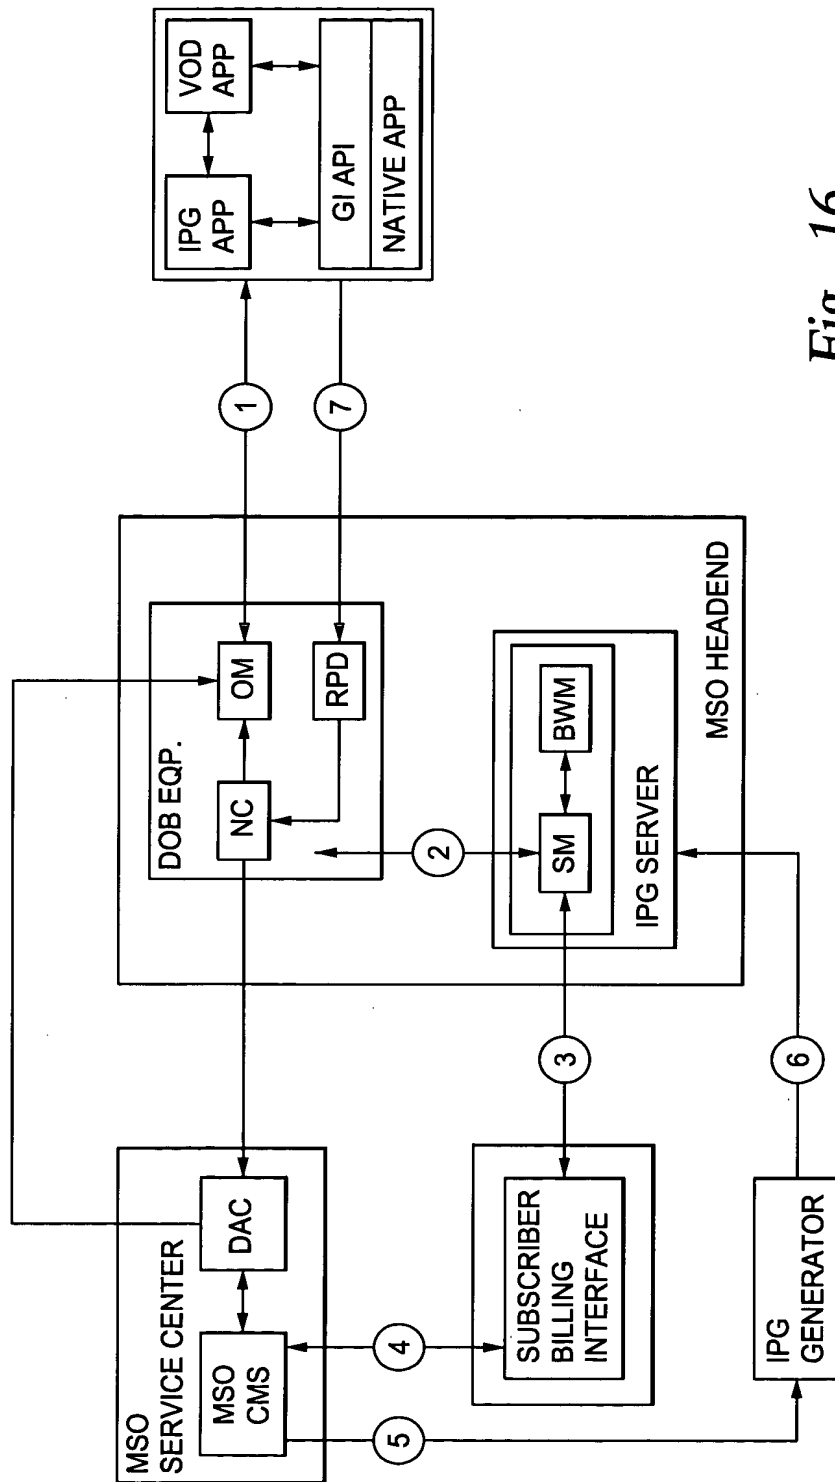 MSO
SERVICE CENTER
MSO
CMS
DAC
4
5
SUBSCRIBER
BILLING
INTERFACE
IPG
GENERATOR
3
6
DOB EQP.
NC
OM
RPD
2
SM
BWM
IPG SERVER
MSO HEADEND
1
7
IPG
APP
VOD
APP
GI API
NATIVE APP
Fig. 16